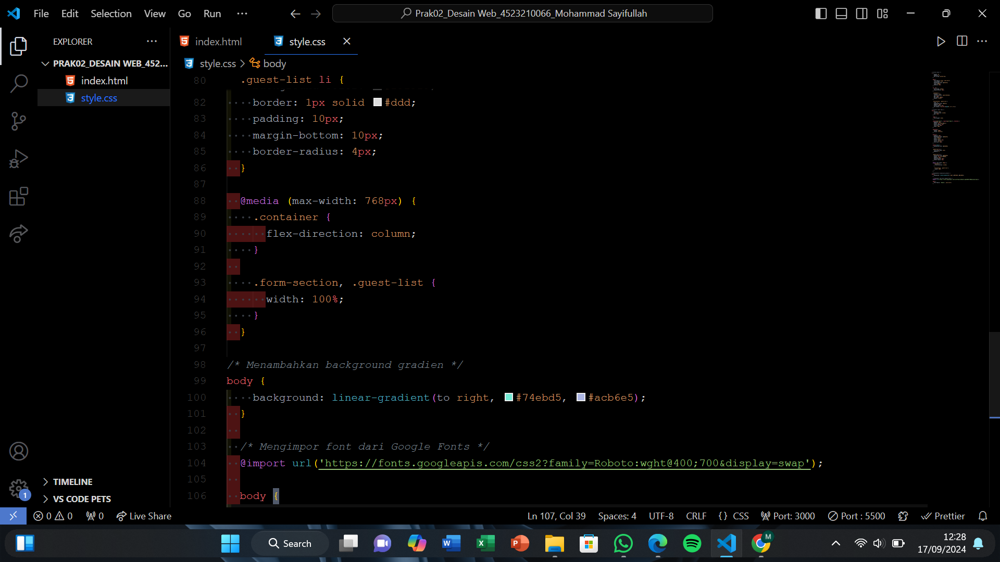 File Edit Selection View Go Run ···
Prak02_Desain Web_4523210066_Mohammad Sayifullah
EXPLORER
PRAK02_DESAIN WEB_452...
index.html
style.css
TIMELINE
VS CODE PETS
index.html
style.css
style.css > body
80 .guest-list li {
82 border: 1px solid #ddd;
83 padding: 10px;
84 margin-bottom: 10px;
85 border-radius: 4px;
86 }
87
88 @media (max-width: 768px) {
89 .container {
90 flex-direction: column;
91 }
92
93 .form-section, .guest-list {
94 width: 100%;
95 }
96 }
97
98 /* Menambahkan background gradien */
99 body {
100 background: linear-gradient(to right, #74ebd5, #acb6e5);
101 }
102
103 /* Mengimpor font dari Google Fonts */
104 @import url('https://fonts.googleapis.com/css2?family=Roboto:wght@400;700&display=swap');
105
106 body {
1
0 0 0 Live Share
Ln 107, Col 39 Spaces: 4 UTF-8 CRLF {} CSS Port: 3000 Port : 5500 Prettier
Search
12:28
17/09/2024